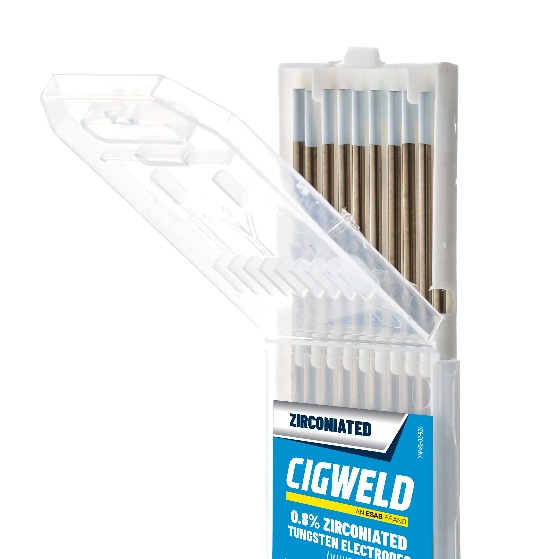 ZIRCONIATED
CIGWELD
AN ESAB BRAND
0.8% ZIRCONIATED
TUNGSTEN ELECTRODES